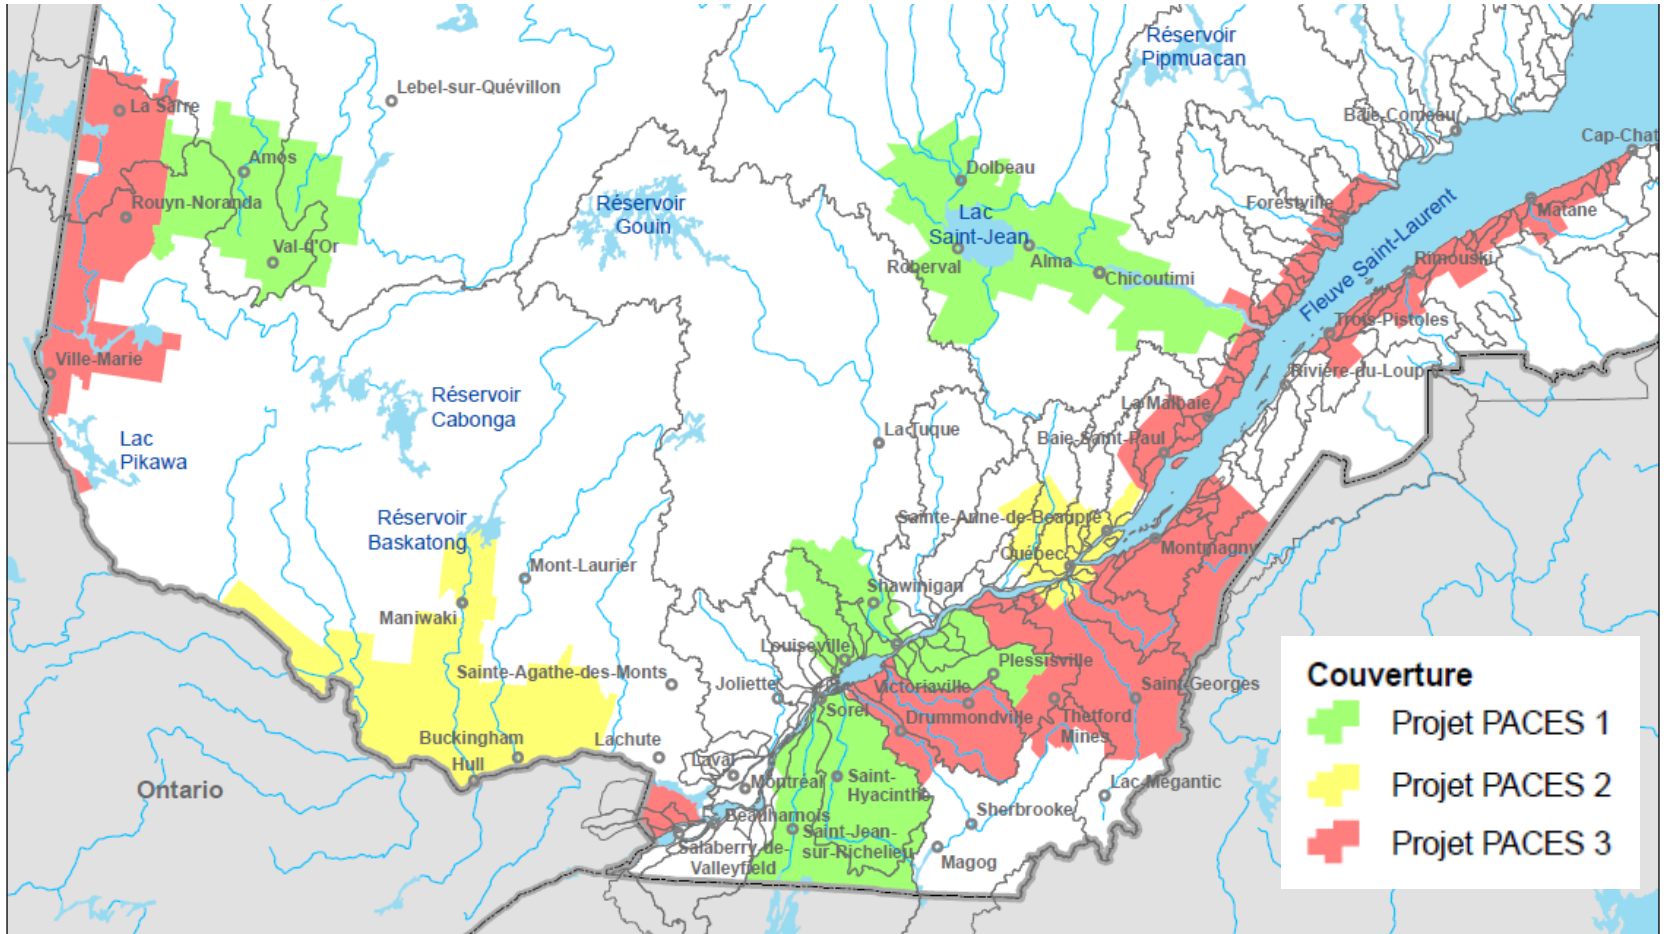 Réservoir
Pipmuacan
Lebel-sur-Quévillon
La Sarre
Baie-Comeau
Cap-Chat
Amos
Dolbeau
Rouyn-Noranda
Réservoir
Gouin
Forestville
Matane
Lac
Saint-Jean
Val-d'Or
Roberval
Alma
Chicoutimi
Fleuve Saint-Laurent
Rimouski
Trois-Pistoles
Ville-Marie
Rivière-du-Loup
Réservoir
Cabonga
La Malbaie
Lac
Pikawa
La Tuque
Baie-Saint-Paul
Réservoir
Baskatong
Sainte-Anne-de-Beaupré
Québec
Montmagny
Mont-Laurier
Shawinigan
Maniwaki
Louiseville
Plessisville
Sainte-Agathe-des-Monts
Joliette
Victoriaville
Saint-Georges
Sorel
Drummondville
Thetford
Mines
Buckingham
Lachute
Hull
Laval
Montréal
Saint-
Hyacinthe
Lac-Mégantic
Ontario
Beauharnois
Sherbrooke
Saint-Jean-
sur-Richelieu
Salaberry-de-
Valleyfield
Magog
Couverture
Projet PACES 1
Projet PACES 2
Projet PACES 3